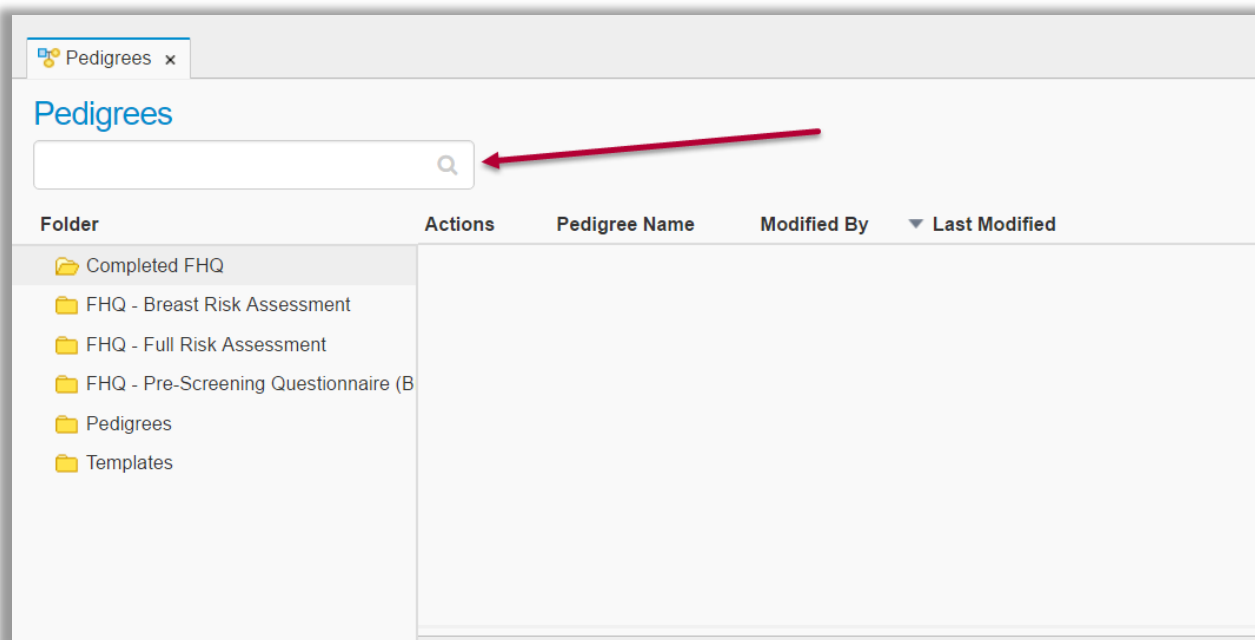 Pedigrees x
Pedigrees
Folder Actions Pedigree Name Modified By Last Modified
Completed FHQ
FHQ - Breast Risk Assessment
FHQ - Full Risk Assessment
FHQ - Pre-Screening Questionnaire (B
Pedigrees
Templates